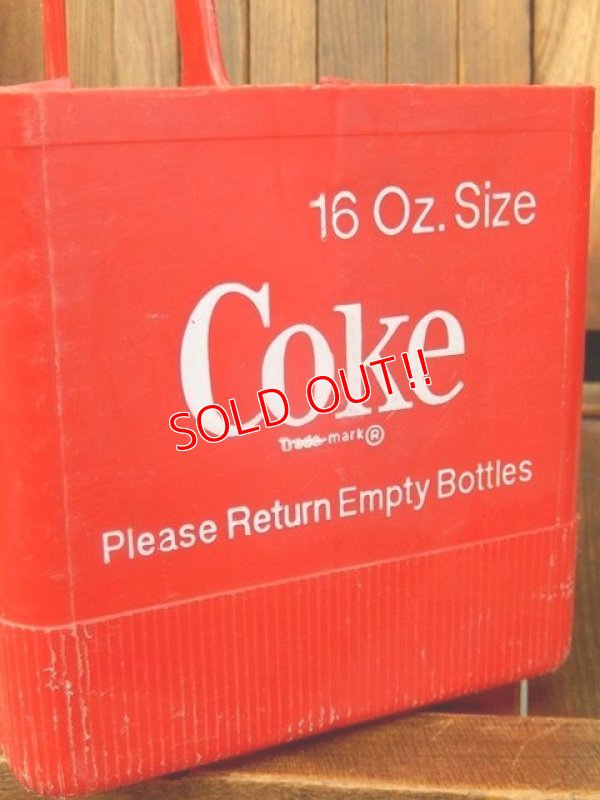 16 Oz. Size
Coke
SOLD OUT!!
Trade-mark®
Please Return Empty Bottles